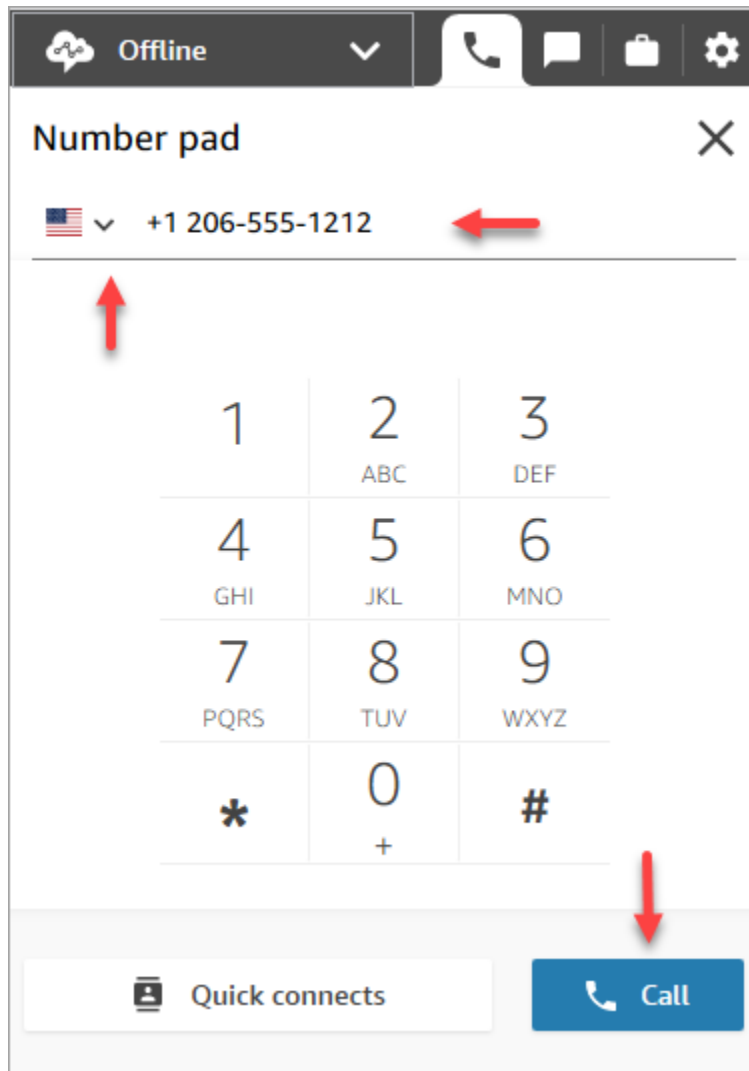 Offline
Number pad
+1 206-555-1212
1 2 3
ABC DEF
4 5 6
GHI JKL MNO
7 8 9
PQRS TUV WXYZ
* 0 #
+
Quick connects Call